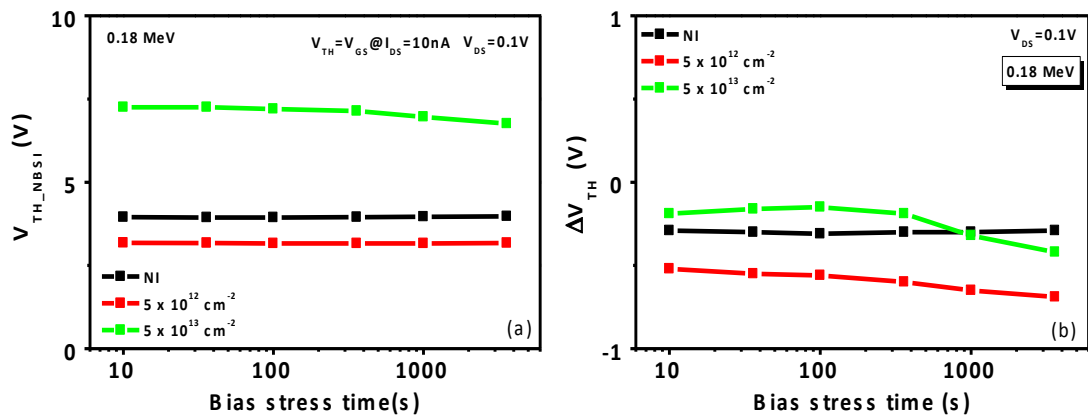 10
5
0
V_TH_NBSI (V)
0.18 MeV
V_TH=V_GS@I_DS=10nA V_DS=0.1V
NI
5 x 10^12 cm^-2
5 x 10^13 cm^-2
(a)
10 100 1000
Bias stress time(s)
1
0
-1
ΔV_TH (V)
NI
5 x 10^12 cm^-2
5 x 10^13 cm^-2
V_DS=0.1V
0.18 MeV
(b)
10 100 1000
Bias stress time (s)